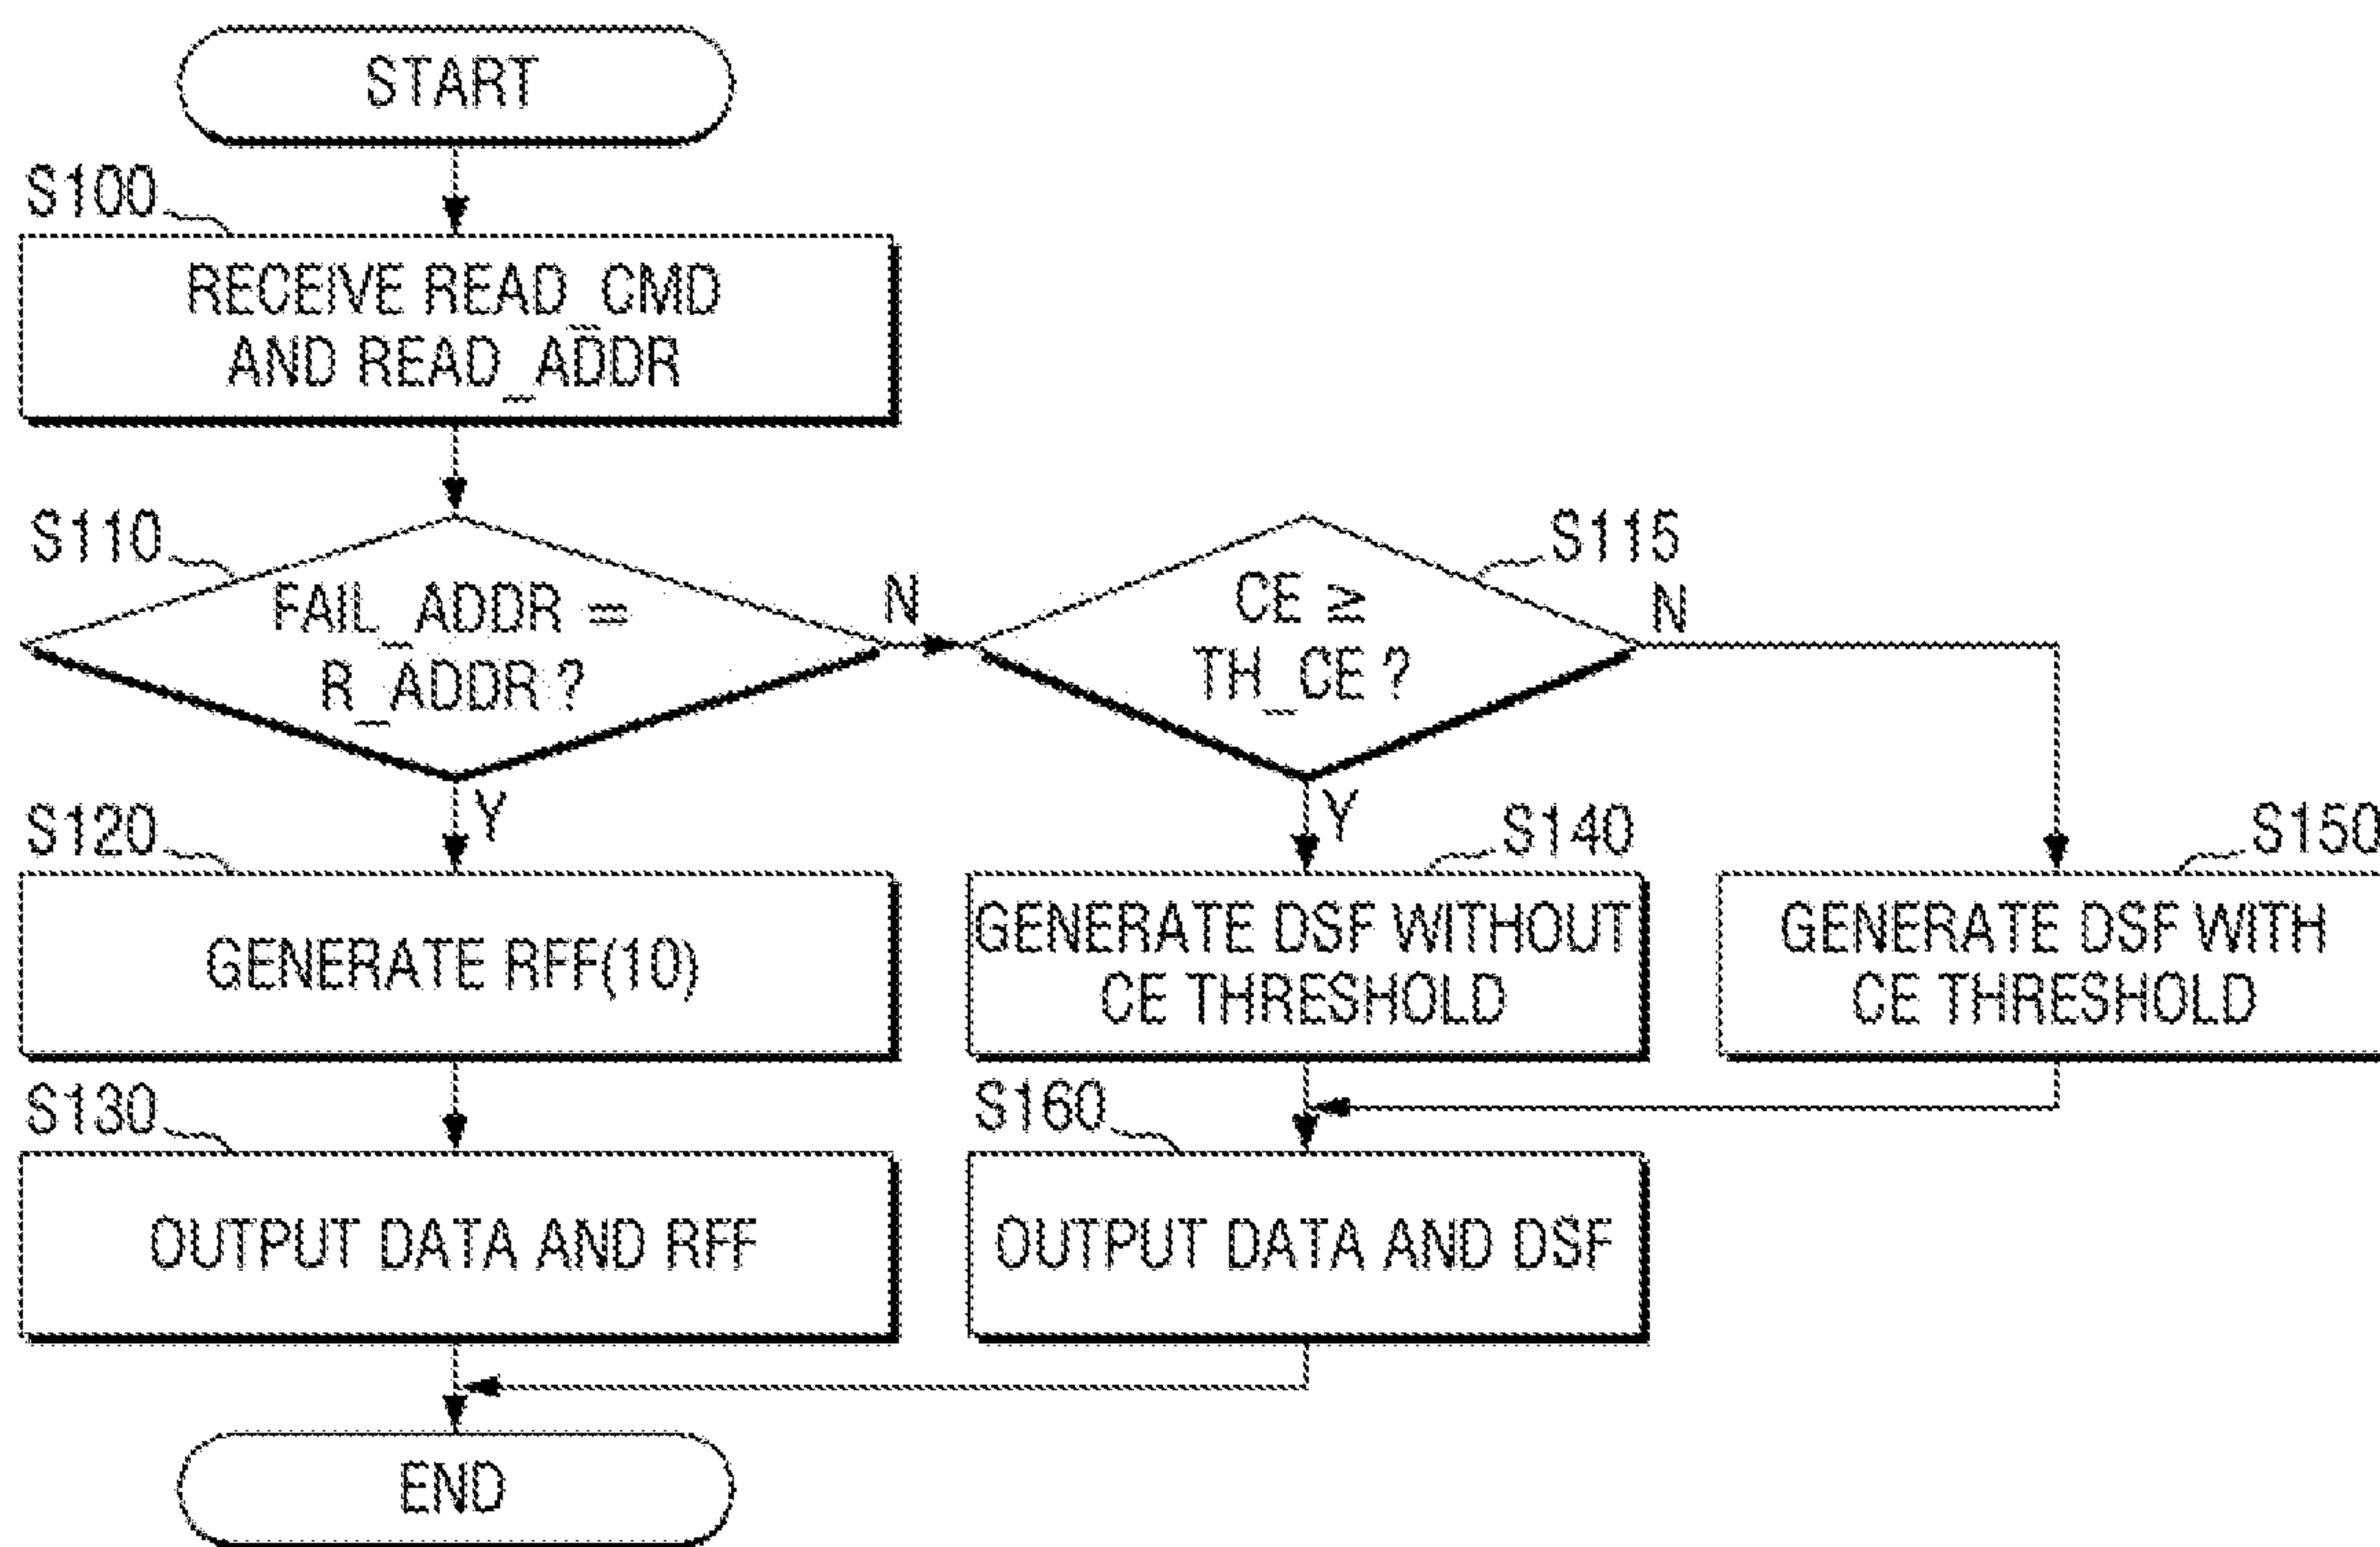 START
S100
RECEIVE READ_CMD
AND READ_ADDR
S110
FAIL_ADDR =
R_ADDR ?
N
Y
S115
CE ≥
TH_CE ?
N
Y
S120
GENERATE RFF(10)
S140
GENERATE DSF WITHOUT
CE THRESHOLD
S150
GENERATE DSF WITH
CE THRESHOLD
S130
OUTPUT DATA AND RFF
S160
OUTPUT DATA AND DSF
END